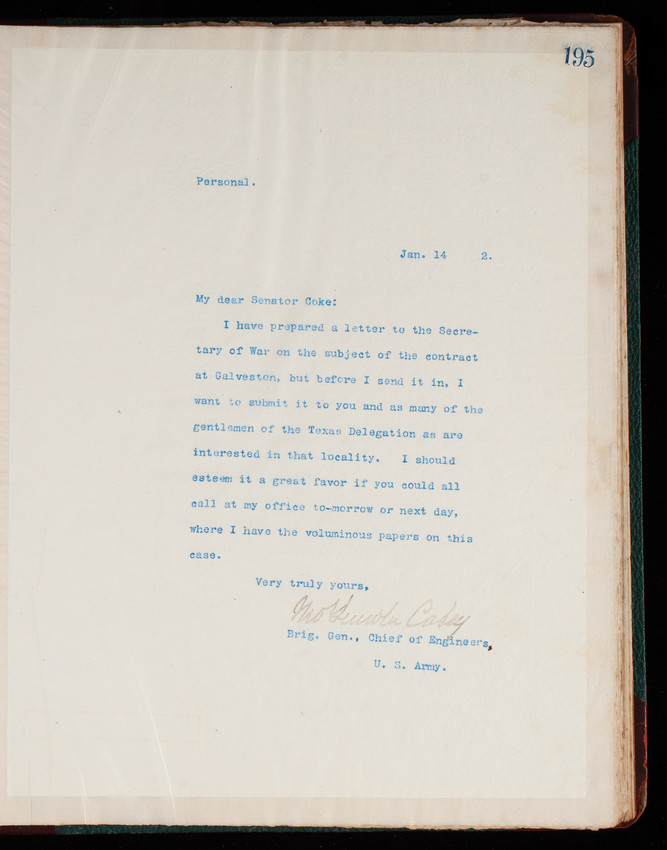 195
Personal.
Jan. 14 2.
My dear Senator Coke:
I have prepared a letter to the Secre-
tary of War on the subject of the contract
at Galveston, but before I send it in, I
want to submit it to you and as many of the
gentlemen of the Texas Delegation as are
interested in that locality. I should
esteem it a great favor if you could all
call at my office to-morrow or next day,
where I have the voluminous papers on this
case.
Very truly yours,
Thos Lincoln Casey
Brig. Gen., Chief of Engineers,
U. S. Army.